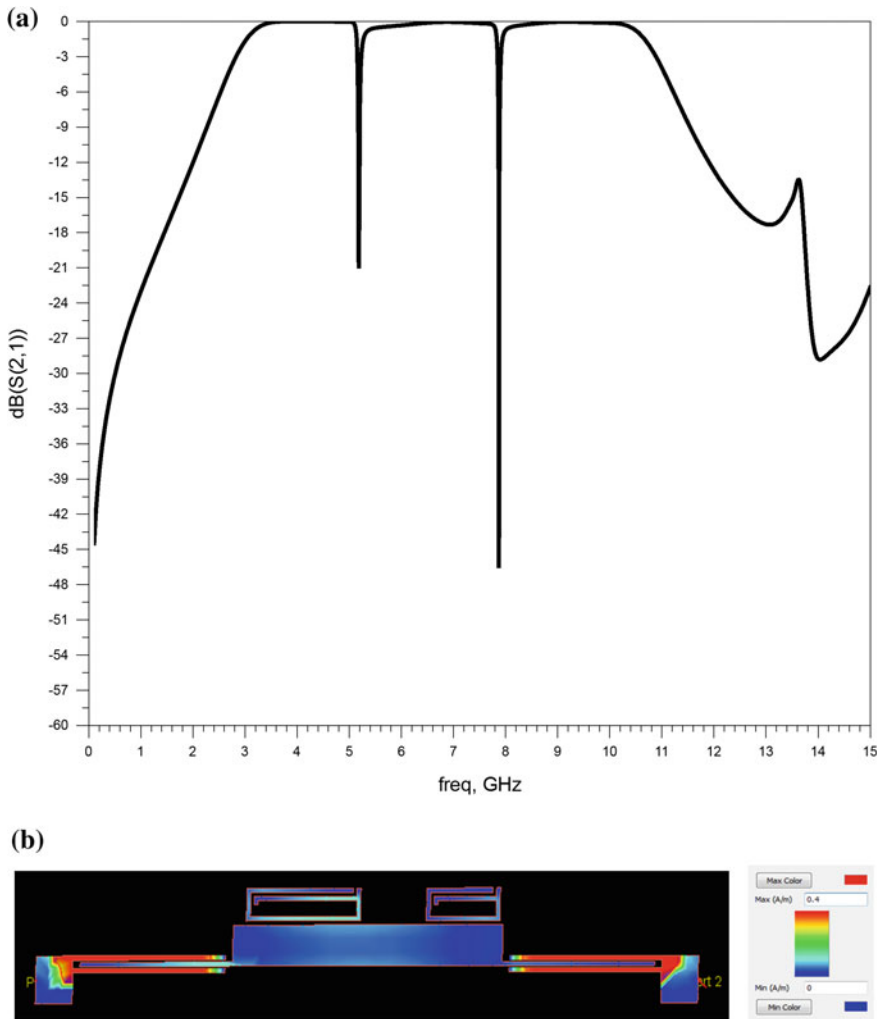 (a)
0
-3
-6
-9
-12
-15
-18
-21
-24
-27
-30
-33
-36
-39
-42
-45
-48
-51
-54
-57
-60
dB(S(2,1))
0 1 2 3 4 5 6 7 8 9 10 11 12 13 14 15
freq, GHz
(b)
P
art 2
Max Color
Max (A/m) 0.4
Min (A/m) 0
Min Color